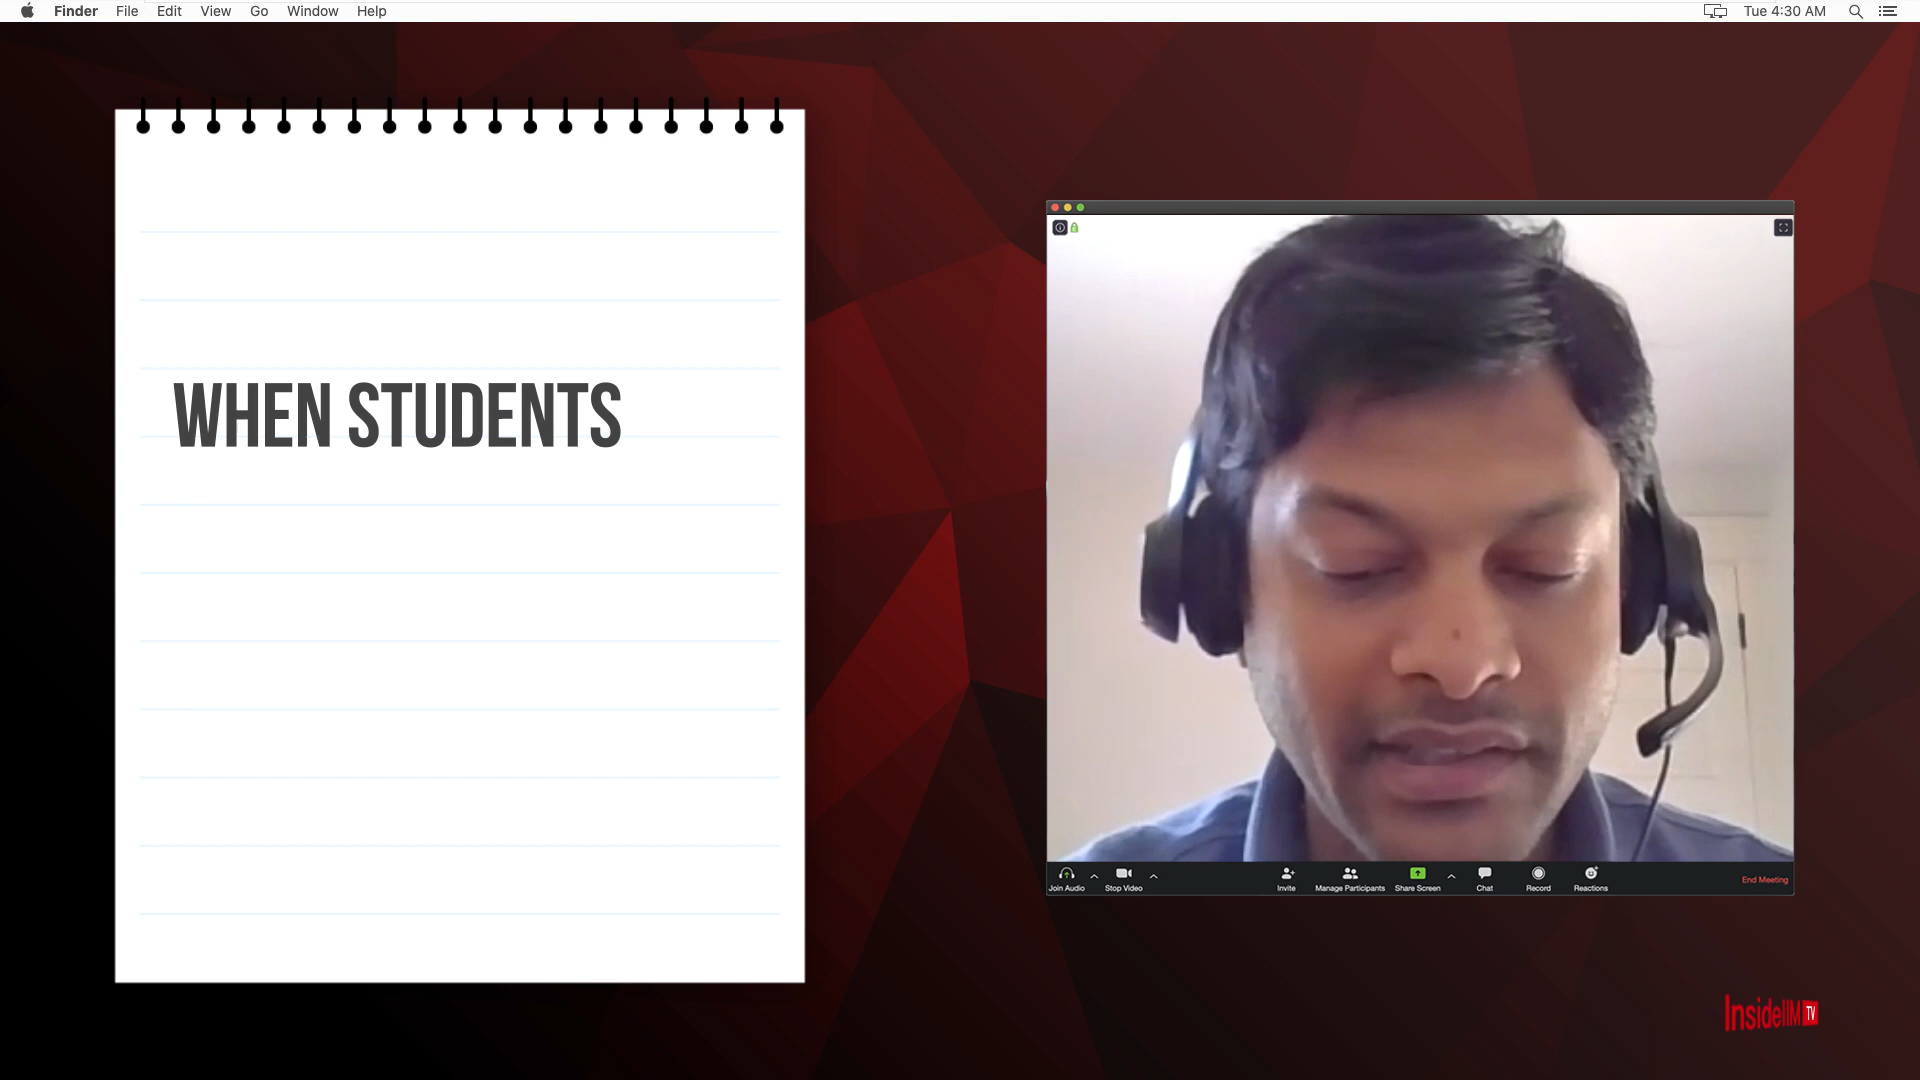 Finder File Edit View Go Window Help Tue 4:30 AM
WHEN STUDENTS
Join Audio Stop Video Invite Manage Participants Share Screen Chat Record Reactions End Meeting
InsideIIM TV